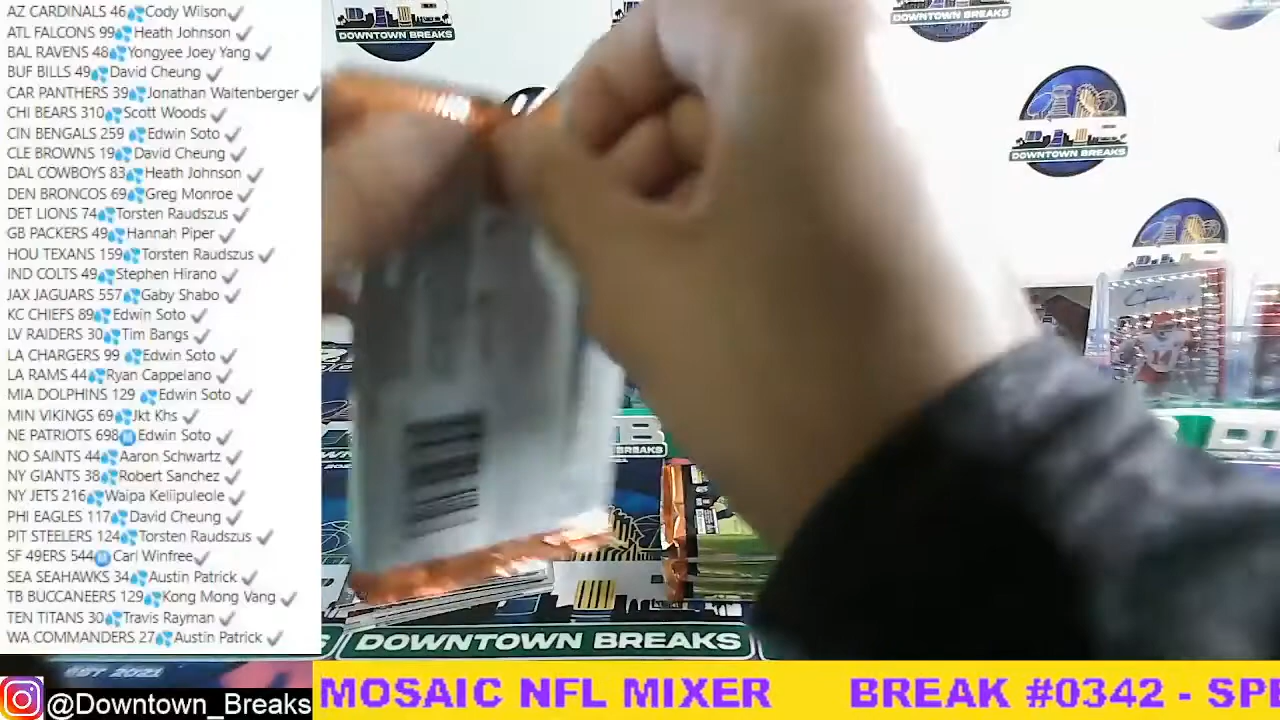 AZ CARDINALS 46💦Cody Wilson✔
ATL FALCONS 99💦Heath Johnson ✔
BAL RAVENS 48💦Yongyee Joey Yang ✔
BUF BILLS 49💦David Cheung ✔
CAR PANTHERS 39💦Jonathan Waitenberger ✔
CHI BEARS 310💦Scott Woods✔
CIN BENGALS 259 💦Edwin Soto ✔
CLE BROWNS 19💦David Cheung ✔
DAL COWBOYS 83💦Heath Johnson ✔
DEN BRONCOS 69💦Greg Monroe ✔
DET LIONS 74💦Torsten Raudszus✔
GB PACKERS 49💦Hannah Piper ✔
HOU TEXANS 159💦Torsten Raudszus ✔
IND COLTS 49💦Stephen Hirano ✔
JAX JAGUARS 557💦Gaby Shabo ✔
KC CHIEFS 89💦Edwin Soto ✔
LV RAIDERS 30💦Tim Bangs ✔
LA CHARGERS 99 💦Edwin Soto ✔
LA RAMS 44💦Ryan Cappelano ✔
MIA DOLPHINS 129 💦Edwin Soto ✔
MIN VIKINGS 69💦Jkt Khs ✔
NE PATRIOTS 698Ⓜ️ Edwin Soto ✔
NO SAINTS 44💦Aaron Schwartz ✔
NY GIANTS 38💦Robert Sanchez ✔
NY JETS 216💦Waipa Keliipuleole ✔
PHI EAGLES 117💦David Cheung ✔
PIT STEELERS 124💦Torsten Raudszus ✔
SF 49ERS 544Ⓜ️Carl Winfree✔
SEA SEAHAWKS 34💦Austin Patrick ✔
TB BUCCANEERS 129💦Kong Mong Vang ✔
TEN TITANS 30💦Travis Rayman ✔
WA COMMANDERS 27💦Austin Patrick ✔
DOWNTOWN BREAKS
DOWNTOWN BREAKS
DTB
DOWNTOWN BREAKS
14
BREAKS
DOWNTOWN BREAKS
EST 2021
@Downtown_Breaks
MOSAIC NFL MIXER BREAK #0342 - SPE